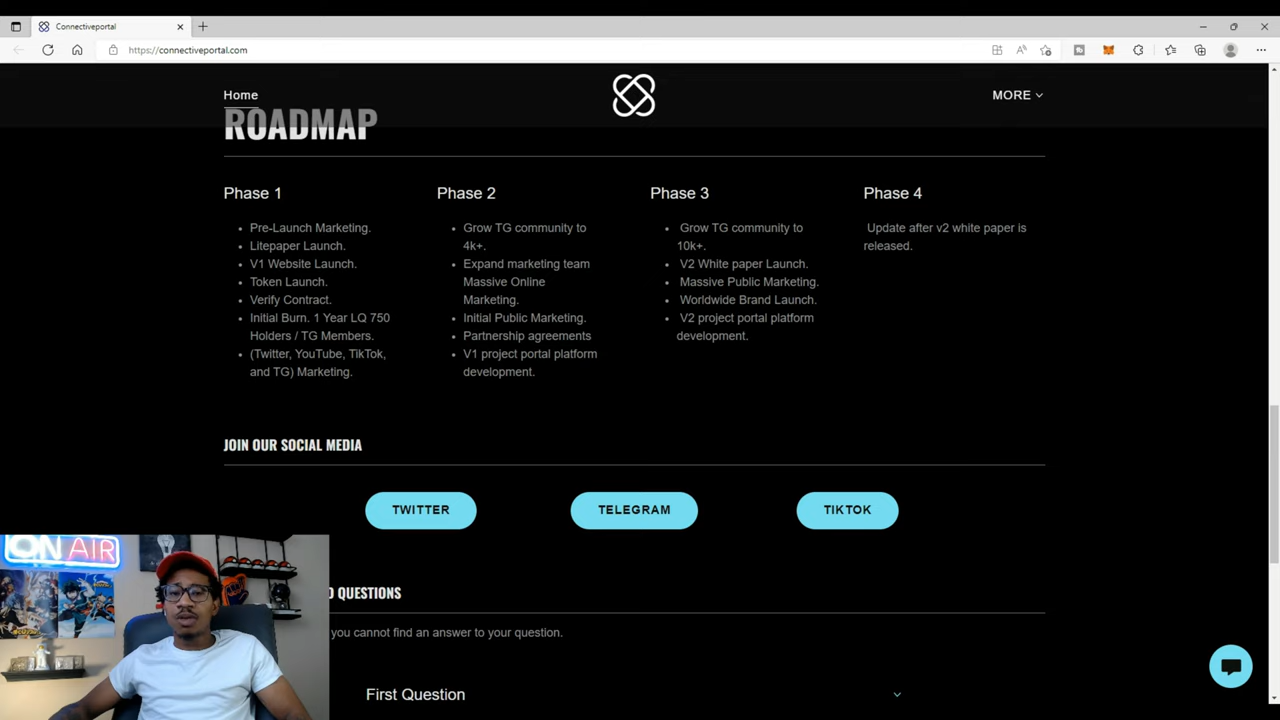 Connectiveportal
https://connectiveportal.com
Home
MORE
ROADMAP
Phase 1
Pre-Launch Marketing.
Litepaper Launch.
V1 Website Launch.
Token Launch.
Verify Contract.
Initial Burn. 1 Year LQ 750
Holders / TG Members.
(Twitter, YouTube, TikTok,
and TG) Marketing.
Phase 2
Grow TG community to
4k+.
Expand marketing team
Massive Online
Marketing.
Initial Public Marketing.
Partnership agreements
V1 project portal platform
development.
Phase 3
Grow TG community to
10k+.
V2 White paper Launch.
Massive Public Marketing.
Worldwide Brand Launch.
V2 project portal platform
development.
Phase 4
Update after v2 white paper is
released.
JOIN OUR SOCIAL MEDIA
TWITTER
TELEGRAM
TIKTOK
ON AIR
D QUESTIONS
you cannot find an answer to your question.
First Question